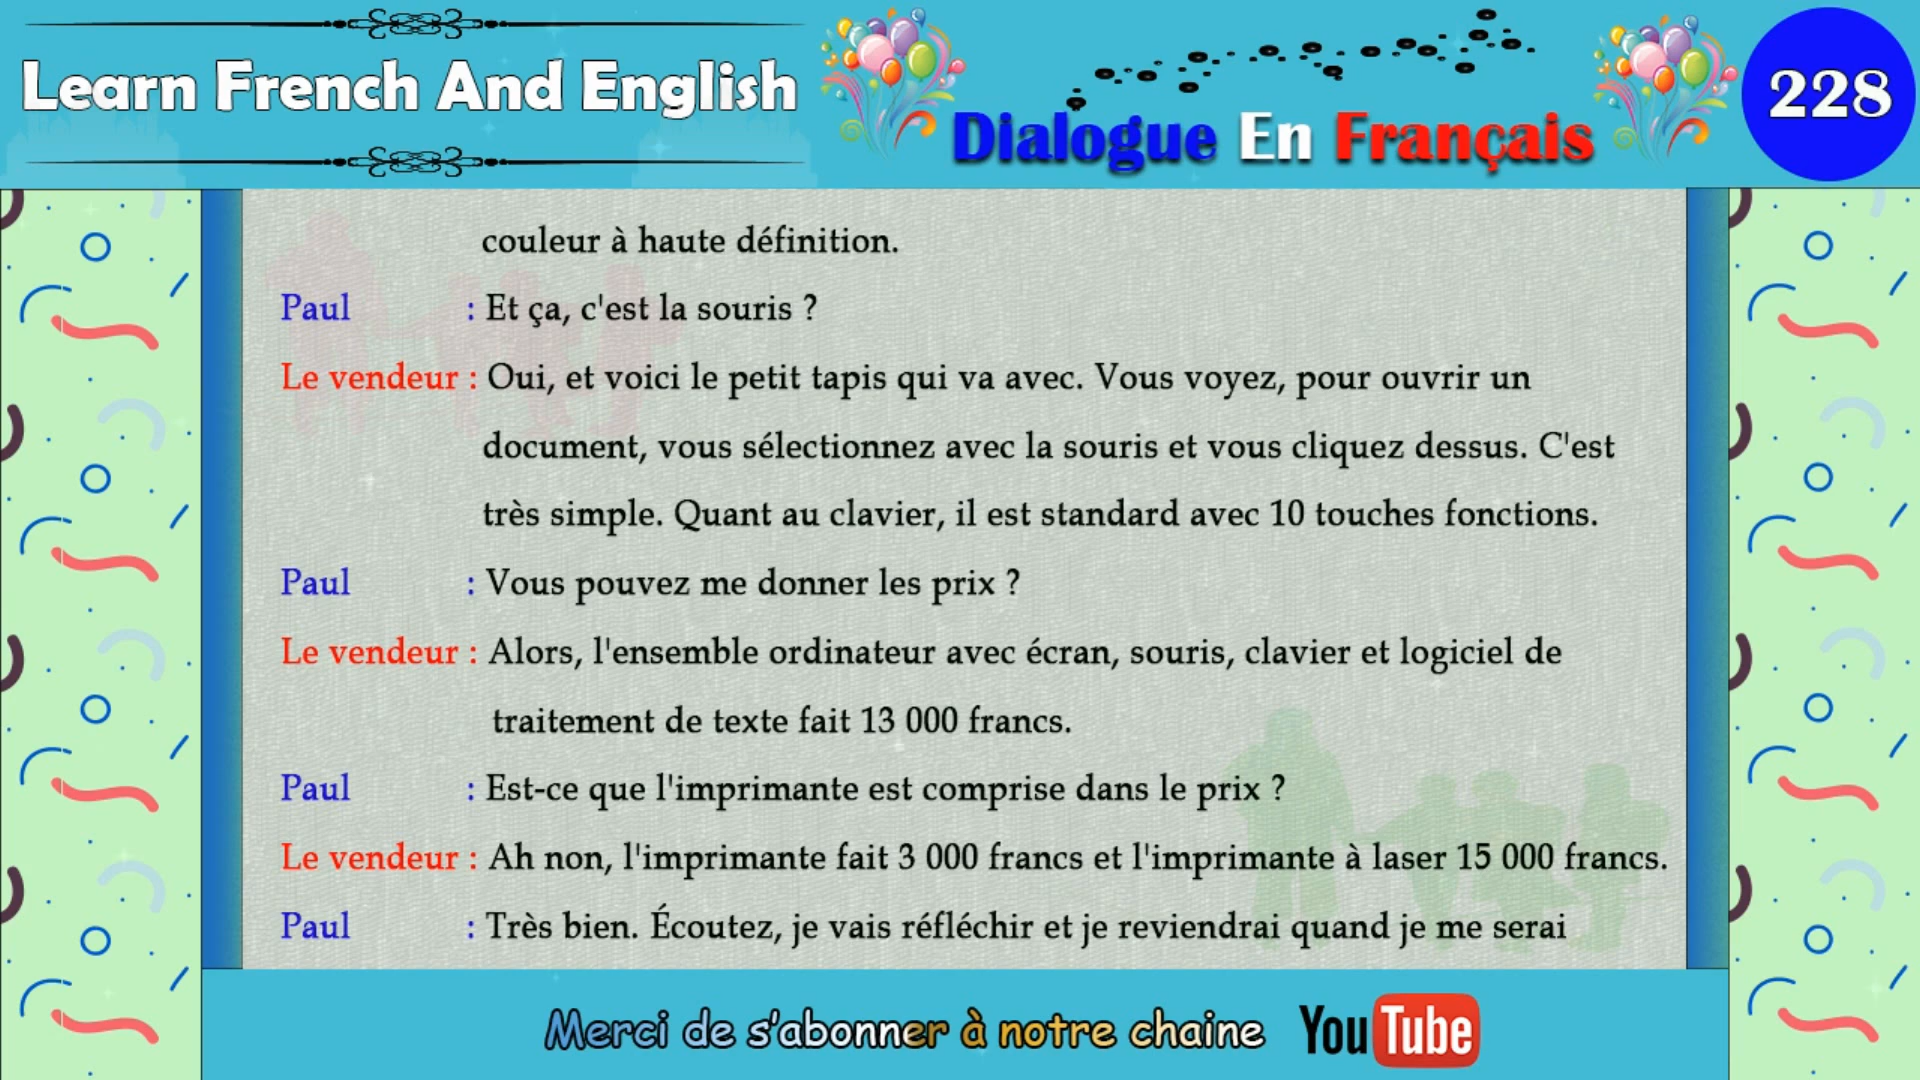 Learn French And English
Dialogue En Français
228
couleur à haute définition.
Paul : Et ça, c'est la souris ?
Le vendeur : Oui, et voici le petit tapis qui va avec. Vous voyez, pour ouvrir un
document, vous sélectionnez avec la souris et vous cliquez dessus. C'est
très simple. Quant au clavier, il est standard avec 10 touches fonctions.
Paul : Vous pouvez me donner les prix ?
Le vendeur : Alors, l'ensemble ordinateur avec écran, souris, clavier et logiciel de
traitement de texte fait 13 000 francs.
Paul : Est-ce que l'imprimante est comprise dans le prix ?
Le vendeur : Ah non, l'imprimante fait 3 000 francs et l'imprimante à laser 15 000 francs.
Paul : Très bien. Écoutez, je vais réfléchir et je reviendrai quand je me serai
Merci de s'abonner à notre chaine YouTube